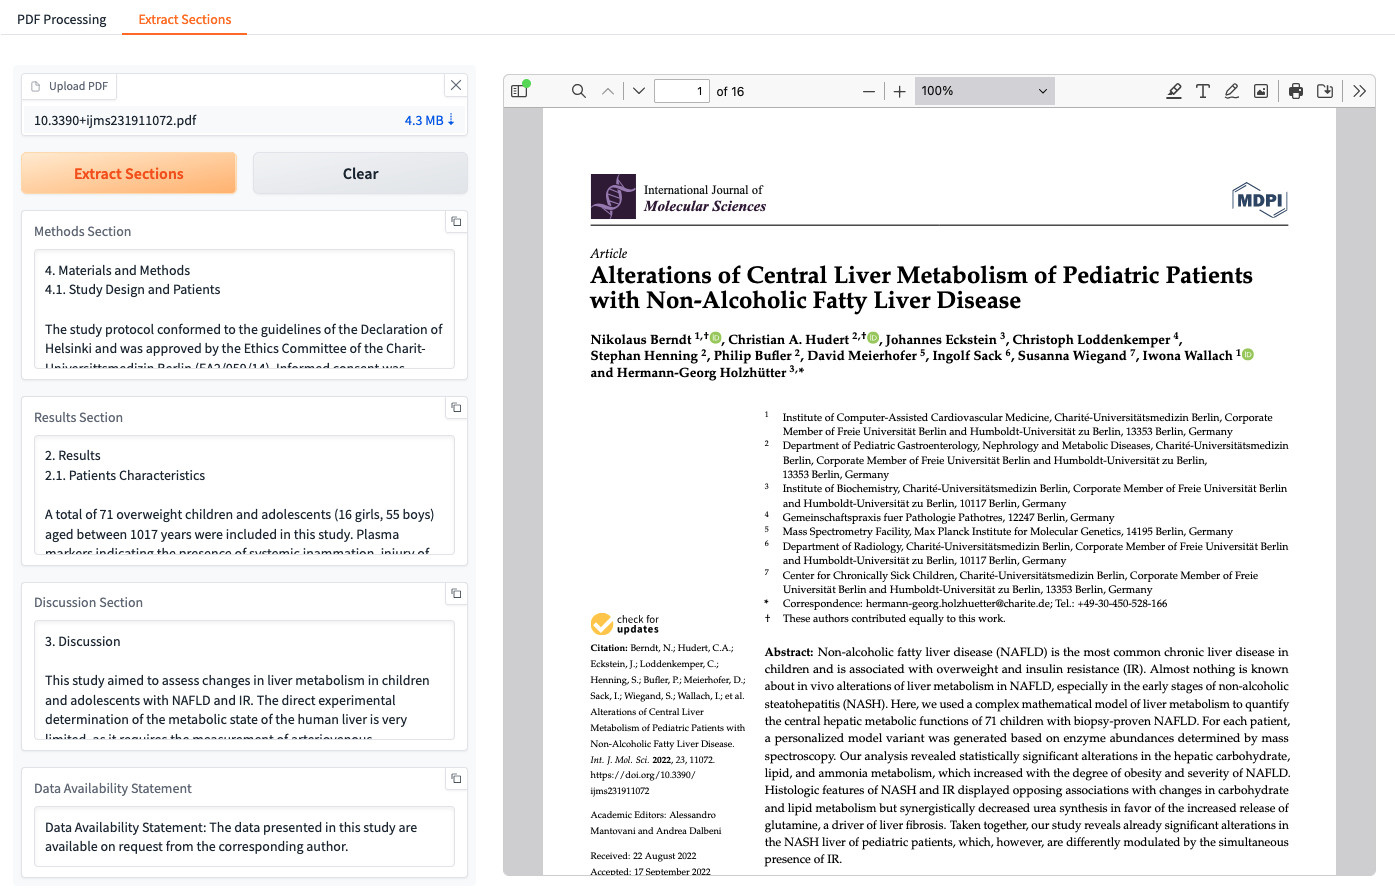 PDF Processing
Extract Sections
Upload PDF
10.3390+ijms231911072.pdf
4.3 MB ⇣
Extract Sections
Clear
Methods Section
4. Materials and Methods
4.1. Study Design and Patients
The study protocol conformed to the guidelines of the Declaration of
Helsinki and was approved by the Ethics Committee of the Charit-
Universittsmedizin Berlin (EA2/059/14). Informed consent was
Results Section
2. Results
2.1. Patients Characteristics
A total of 71 overweight children and adolescents (16 girls, 55 boys)
aged between 1017 years were included in this study. Plasma
markers indicating the presence of systemic inammation, injury of
Discussion Section
3. Discussion
This study aimed to assess changes in liver metabolism in children
and adolescents with NAFLD and IR. The direct experimental
determination of the metabolic state of the human liver is very
limited, as it requires the measurement of arteriovenous
Data Availability Statement
Data Availability Statement: The data presented in this study are
available on request from the corresponding author.
1 of 16
100%
International Journal of
Molecular Sciences
MDPI
Article
Alterations of Central Liver Metabolism of Pediatric Patients
with Non-Alcoholic Fatty Liver Disease
Nikolaus Berndt 1,†, Christian A. Hudert 2,†, Johannes Eckstein 3, Christoph Loddenkemper 4,
Stephan Henning 2, Philip Bufler 2, David Meierhofer 5, Ingolf Sack 6, Susanna Wiegand 7, Iwona Wallach 1
and Hermann-Georg Holzhütter 3,*
1 Institute of Computer-Assisted Cardiovascular Medicine, Charité-Universitätsmedizin Berlin, Corporate
Member of Freie Universität Berlin and Humboldt-Universität zu Berlin, 13353 Berlin, Germany
2 Department of Pediatric Gastroenterology, Nephrology and Metabolic Diseases, Charité-Universitätsmedizin
Berlin, Corporate Member of Freie Universität Berlin and Humboldt-Universität zu Berlin,
13353 Berlin, Germany
3 Institute of Biochemistry, Charité-Universitätsmedizin Berlin, Corporate Member of Freie Universität Berlin
and Humboldt-Universität zu Berlin, 10117 Berlin, Germany
4 Gemeinschaftspraxis fuer Pathologie Pathotres, 12247 Berlin, Germany
5 Mass Spectrometry Facility, Max Planck Institute for Molecular Genetics, 14195 Berlin, Germany
6 Department of Radiology, Charité-Universitätsmedizin Berlin, Corporate Member of Freie Universität Berlin
and Humboldt-Universität zu Berlin, 10117 Berlin, Germany
7 Center for Chronically Sick Children, Charité-Universitätsmedizin Berlin, Corporate Member of Freie
Universität Berlin and Humboldt-Universität zu Berlin, 13353 Berlin, Germany
* Correspondence: hermann-georg.holzhuetter@charite.de; Tel.: +49-30-450-528-166
† These authors contributed equally to this work.
check for
updates
Citation: Berndt, N.; Hudert, C.A.;
Eckstein, J.; Loddenkemper, C.;
Henning, S.; Bufler, P.; Meierhofer, D.;
Sack, I.; Wiegand, S.; Wallach, I.; et al.
Alterations of Central Liver
Metabolism of Pediatric Patients with
Non-Alcoholic Fatty Liver Disease.
Int. J. Mol. Sci. 2022, 23, 11072.
https://doi.org/10.3390/
ijms231911072
Academic Editors: Alessandro
Mantovani and Andrea Dalbeni
Received: 22 August 2022
Accepted: 17 September 2022
Abstract: Non-alcoholic fatty liver disease (NAFLD) is the most common chronic liver disease in
children and is associated with overweight and insulin resistance (IR). Almost nothing is known
about in vivo alterations of liver metabolism in NAFLD, especially in the early stages of non-alcoholic
steatohepatitis (NASH). Here, we used a complex mathematical model of liver metabolism to quantify
the central hepatic metabolic functions of 71 children with biopsy-proven NAFLD. For each patient,
a personalized model variant was generated based on enzyme abundances determined by mass
spectroscopy. Our analysis revealed statistically significant alterations in the hepatic carbohydrate,
lipid, and ammonia metabolism, which increased with the degree of obesity and severity of NAFLD.
Histologic features of NASH and IR displayed opposing associations with changes in carbohydrate
and lipid metabolism but synergistically decreased urea synthesis in favor of the increased release of
glutamine, a driver of liver fibrosis. Taken together, our study reveals already significant alterations in
the NASH liver of pediatric patients, which, however, are differently modulated by the simultaneous
presence of IR.